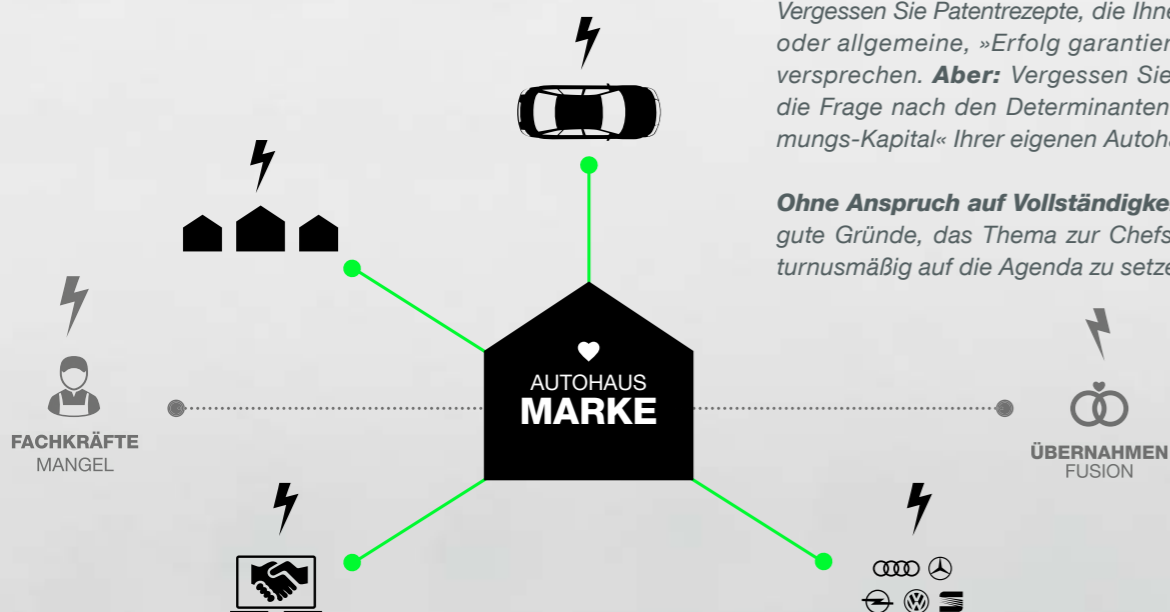 Vergessen Sie Patentrezepte, die Ihne
oder allgemeine, »Erfolg garantier
versprechen. Aber: Vergessen Sie
die Frage nach den Determinanten
mungs-Kapital« Ihrer eigenen Autoha
Ohne Anspruch auf Vollständigke
gute Gründe, das Thema zur Chefs
turnusmäßig auf die Agenda zu setze
AUTOHAUS
MARKE
FACHKRÄFTE
MANGEL
ÜBERNAHMEN
FUSION